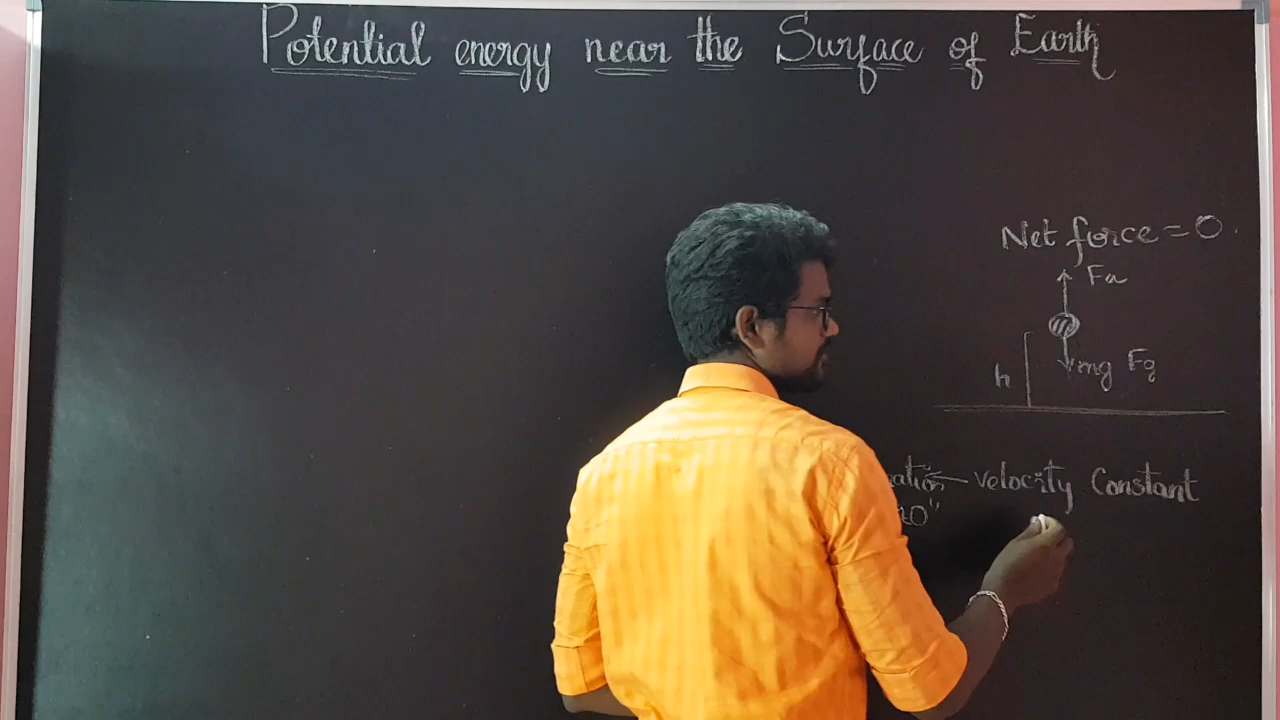 Potential energy near the Surface of Earth
Net force = 0.
Fa
mg Fg
h
velocity Constant